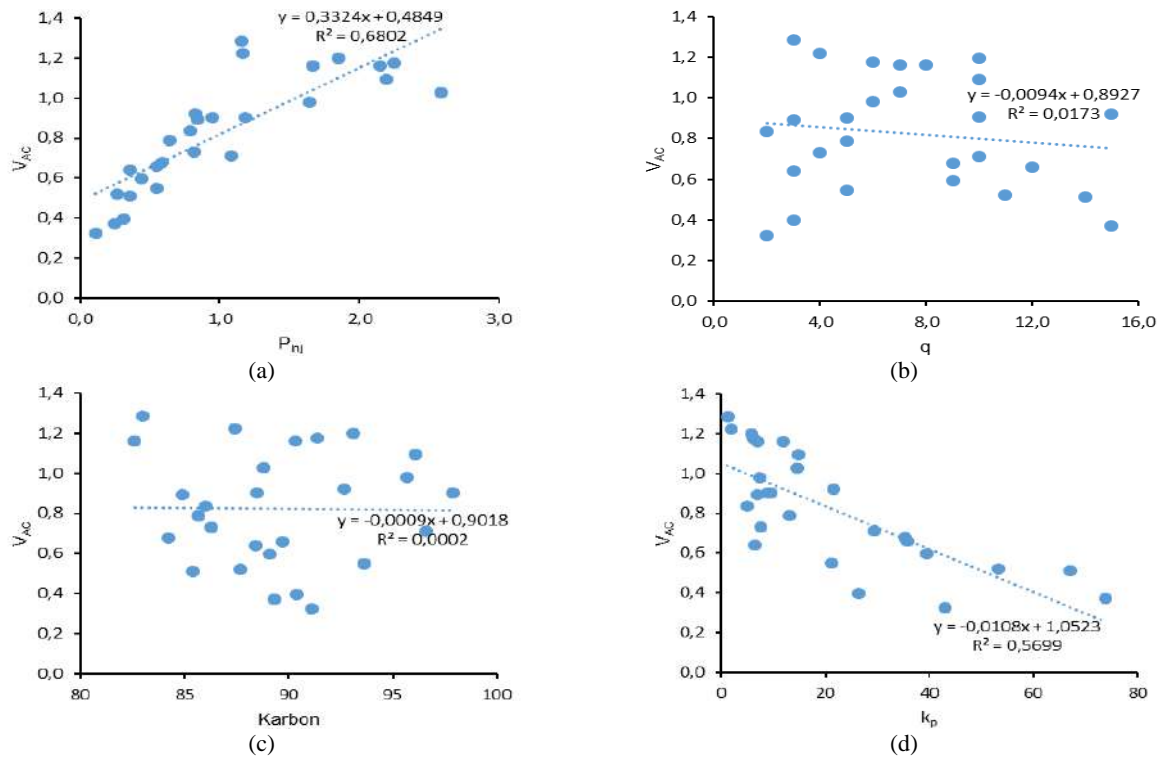 1,4
1,2
1,0
0,8
0,6
0,4
0,2
0,0
V_AC
y = 0,3324x + 0,4849
R² = 0,6802
0,0 1,0 2,0 3,0
P_inj
(a)
1,4
1,2
1,0
0,8
0,6
0,4
0,2
0,0
V_AC
y = -0,0094x + 0,8927
R² = 0,0173
0,0 4,0 8,0 12,0 16,0
q
(b)
1,4
1,2
1,0
0,8
0,6
0,4
0,2
0,0
V_AC
y = -0,0009x + 0,9018
R² = 0,0002
80 85 90 95 100
Karbon
(c)
1,4
1,2
1,0
0,8
0,6
0,4
0,2
0,0
V_AC
y = -0,0108x + 1,0523
R² = 0,5699
0 20 40 60 80
k_p
(d)